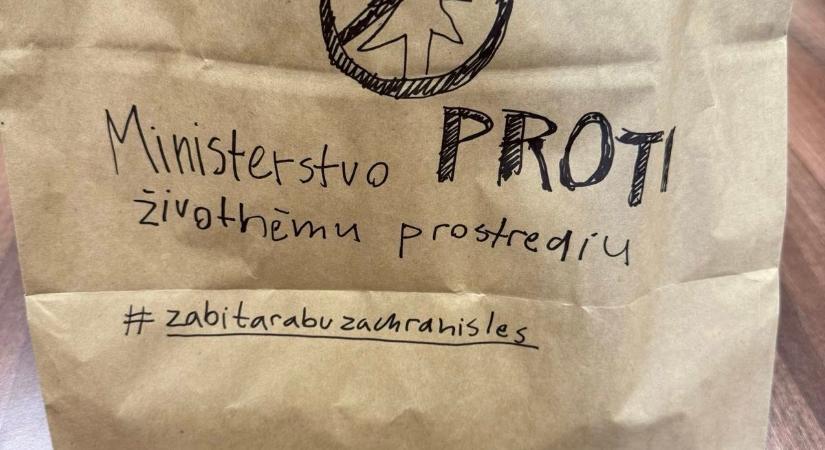 Ministerstvo PROTI
životnému prostrediu
#zabitarabuzachranisles